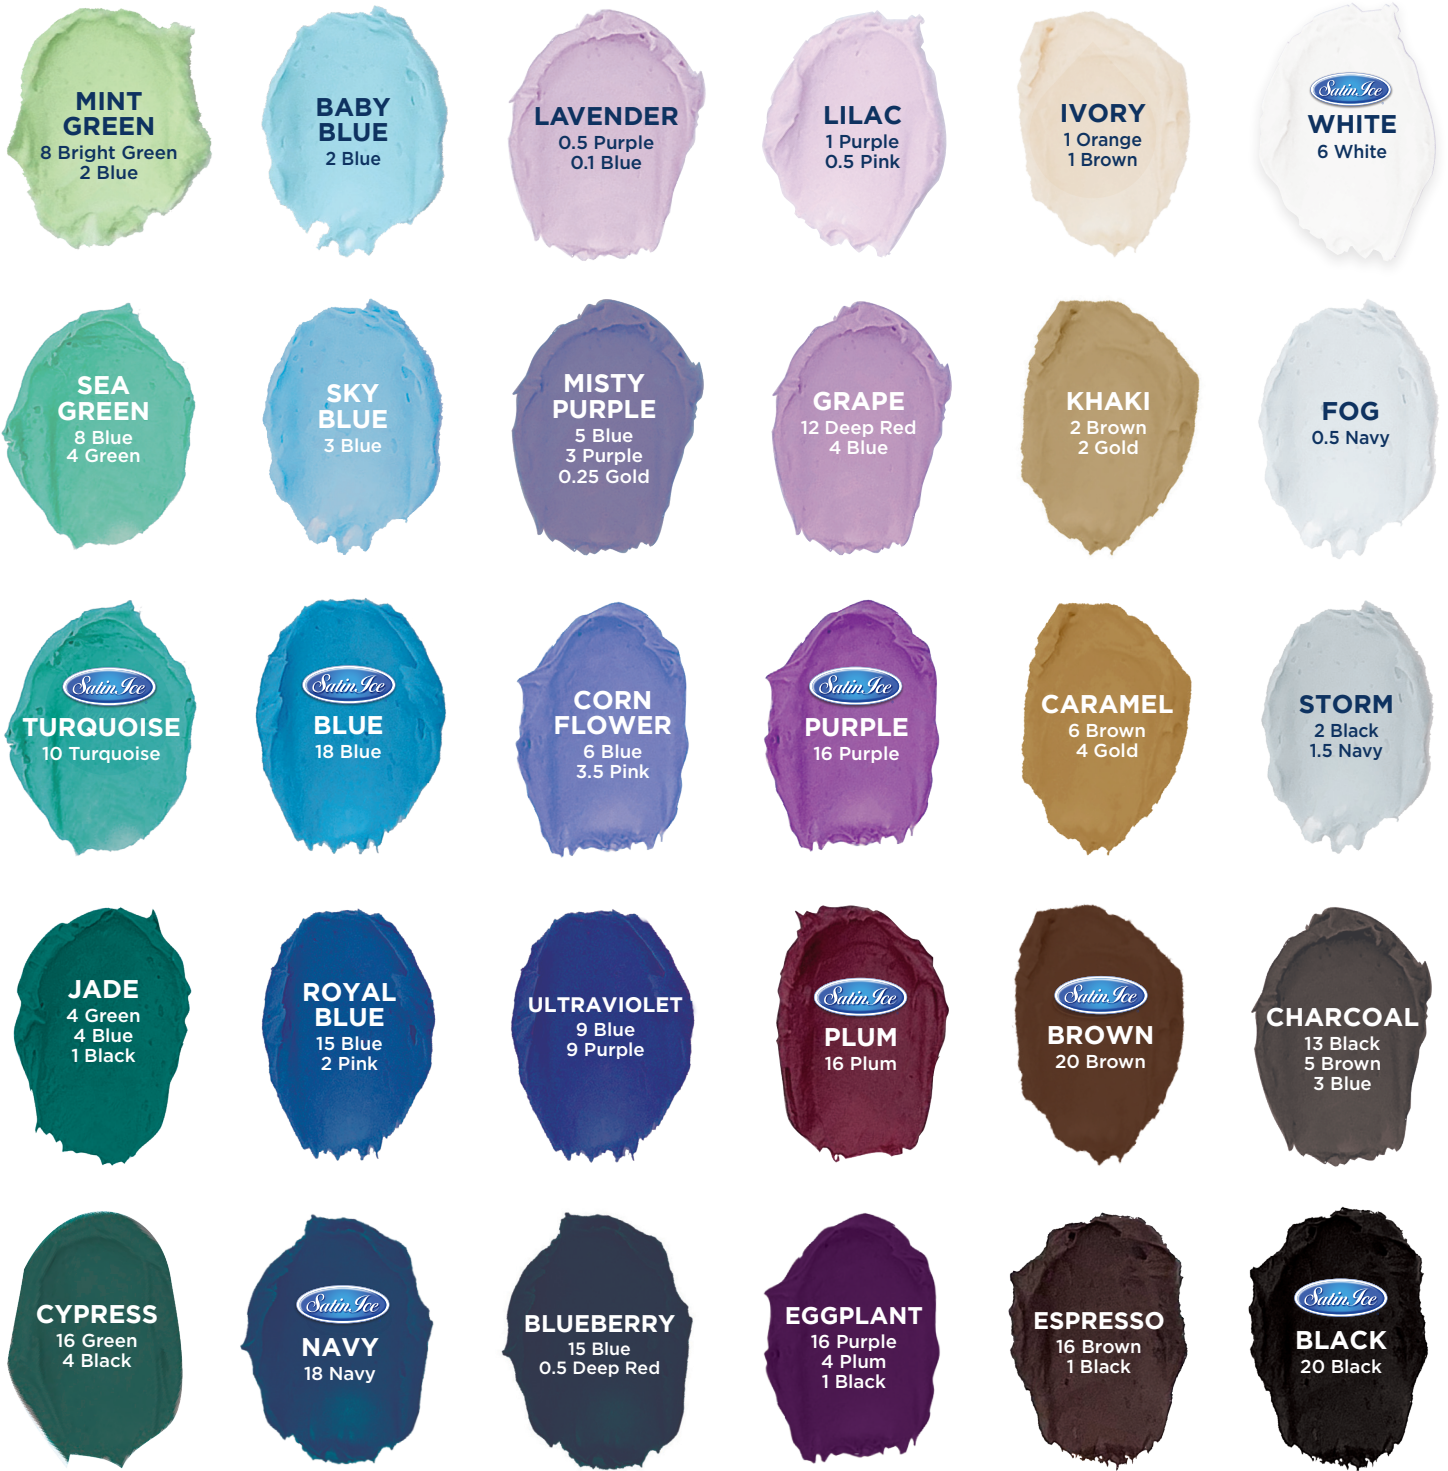 MINT
GREEN
8 Bright Green
2 Blue
BABY
BLUE
2 Blue
LAVENDER
0.5 Purple
0.1 Blue
LILAC
1 Purple
0.5 Pink
IVORY
1 Orange
1 Brown
Satin Ice
WHITE
6 White
SEA
GREEN
8 Blue
4 Green
SKY
BLUE
3 Blue
MISTY
PURPLE
5 Blue
3 Purple
0.25 Gold
GRAPE
12 Deep Red
4 Blue
KHAKI
2 Brown
2 Gold
FOG
0.5 Navy
Satin Ice
TURQUOISE
10 Turquoise
Satin Ice
BLUE
18 Blue
CORN
FLOWER
6 Blue
3.5 Pink
Satin Ice
PURPLE
16 Purple
CARAMEL
6 Brown
4 Gold
STORM
2 Black
1.5 Navy
JADE
4 Green
4 Blue
1 Black
ROYAL
BLUE
15 Blue
2 Pink
ULTRAVIOLET
9 Blue
9 Purple
Satin Ice
PLUM
16 Plum
Satin Ice
BROWN
20 Brown
CHARCOAL
13 Black
5 Brown
3 Blue
CYPRESS
16 Green
4 Black
Satin Ice
NAVY
18 Navy
BLUEBERRY
15 Blue
0.5 Deep Red
EGGPLANT
16 Purple
4 Plum
1 Black
ESPRESSO
16 Brown
1 Black
Satin Ice
BLACK
20 Black